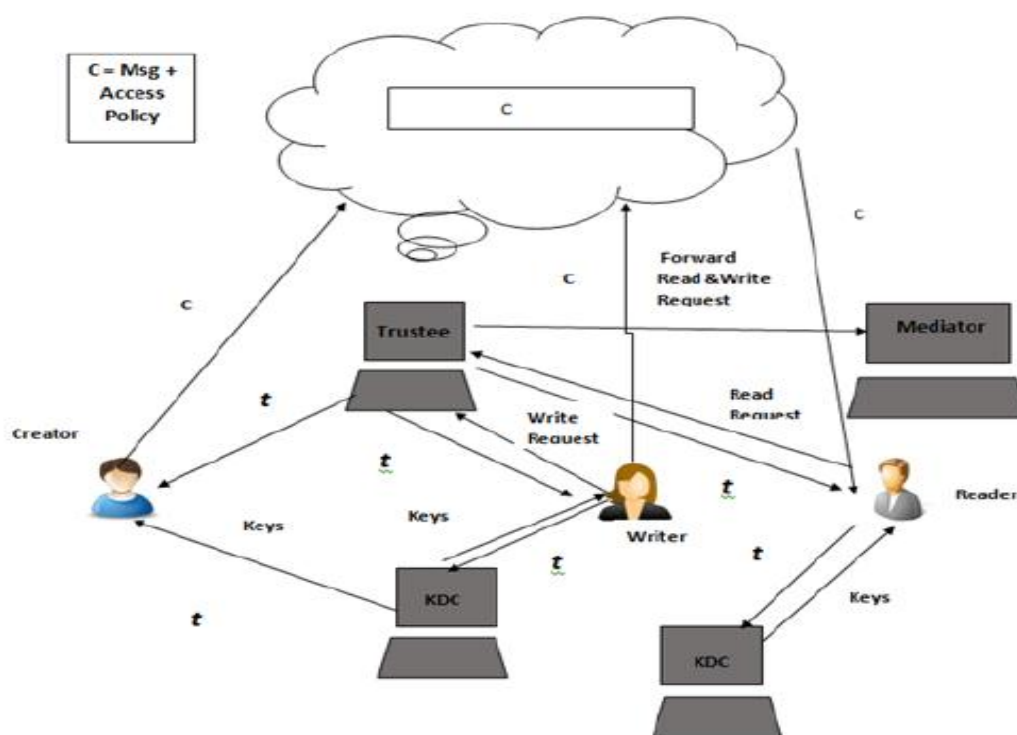 C = Msg +
Access
Policy
C
C
Forward
Read &Write
Request
C
C
Trustee
Mediator
Read
Request
t
Write
Request
Creator
t
t
Reader
Keys
Keys
Writer
t
t
Keys
KDC
t
KDC